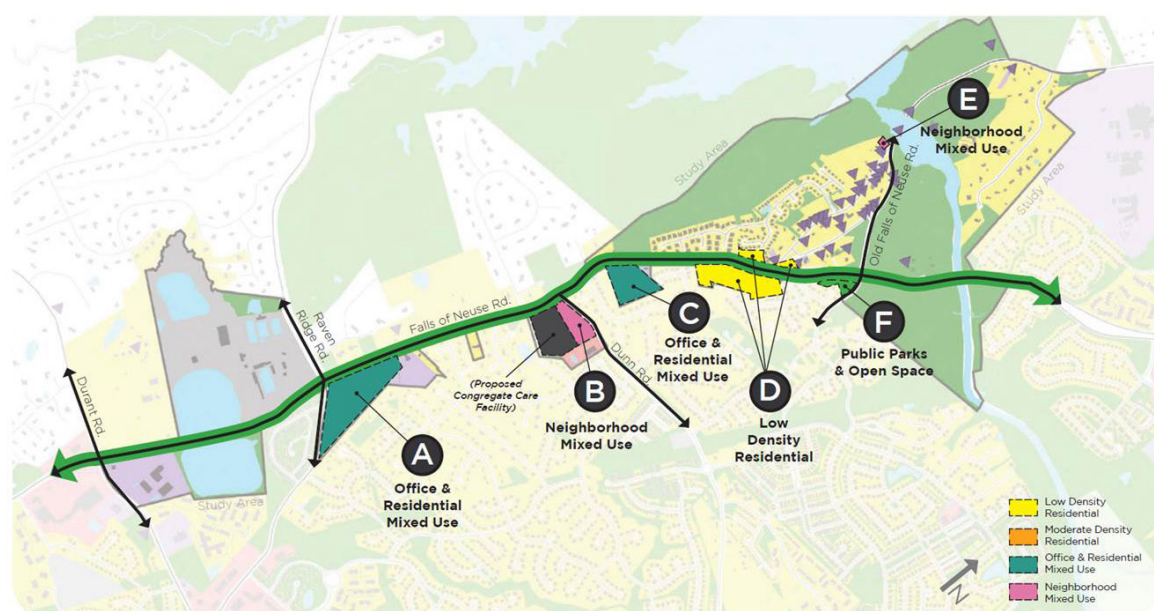 Study Area
E
Neighborhood
Mixed Use
Old Falls of Neuse Rd.
Study Area
Durant Rd.
Raven
Ridge Rd.
Falls of Neuse Rd.
(Proposed
Congregate Care
Facility)
Dunn Rd.
A
Office &
Residential
Mixed Use
B
Neighborhood
Mixed Use
C
Office &
Residential
Mixed Use
D
Low
Density
Residential
F
Public Parks
& Open Space
Study Area
N
Low Density
Residential
Moderate Density
Residential
Office & Residential
Mixed Use
Neighborhood
Mixed Use